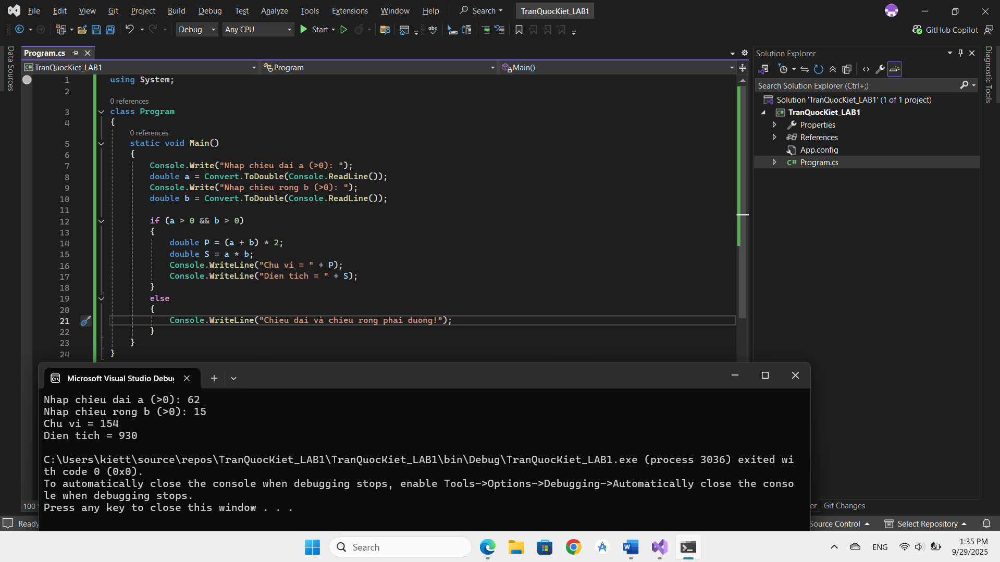 File Edit View Git Project Build Debug Test Analyze Tools Extensions Window Help Search TranQuocKiet_LAB1
Debug Any CPU Start abc GitHub Copilot
Data Sources
Program.cs
TranQuocKiet_LAB1 Program Main()
1 using System;
2
0 references
3 class Program
4 {
0 references
5 static void Main()
6 {
7 Console.Write("Nhap chieu dai a (>0): ");
8 double a = Convert.ToDouble(Console.ReadLine());
9 Console.Write("Nhap chieu rong b (>0): ");
10 double b = Convert.ToDouble(Console.ReadLine());
11
12 if (a > 0 && b > 0)
13 {
14 double P = (a + b) * 2;
15 double S = a * b;
16 Console.WriteLine("Chu vi = " + P);
17 Console.WriteLine("Dien tich = " + S);
18 }
19 else
20 {
21 Console.WriteLine("Chieu dai và chieu rong phai duong!");
22 }
23 }
24 }
Solution Explorer
Search Solution Explorer (Ctrl+;)
Solution 'TranQuocKiet_LAB1' (1 of 1 project)
C# TranQuocKiet_LAB1
Properties
References
App.config
C# Program.cs
Diagnostic Tools
Microsoft Visual Studio Debug
Nhap chieu dai a (>0): 62
Nhap chieu rong b (>0): 15
Chu vi = 154
Dien tich = 930
C:\Users\kiett\source\repos\TranQuocKiet_LAB1\TranQuocKiet_LAB1\bin\Debug\TranQuocKiet_LAB1.exe (process 3036) exited wi
th code 0 (0x0).
To automatically close the console when debugging stops, enable Tools->Options->Debugging->Automatically close the conso
le when debugging stops.
Press any key to close this window . . .
100
er Git Changes
Ready
Source Control Select Repository
Search
ENG
1:35 PM
9/29/2025